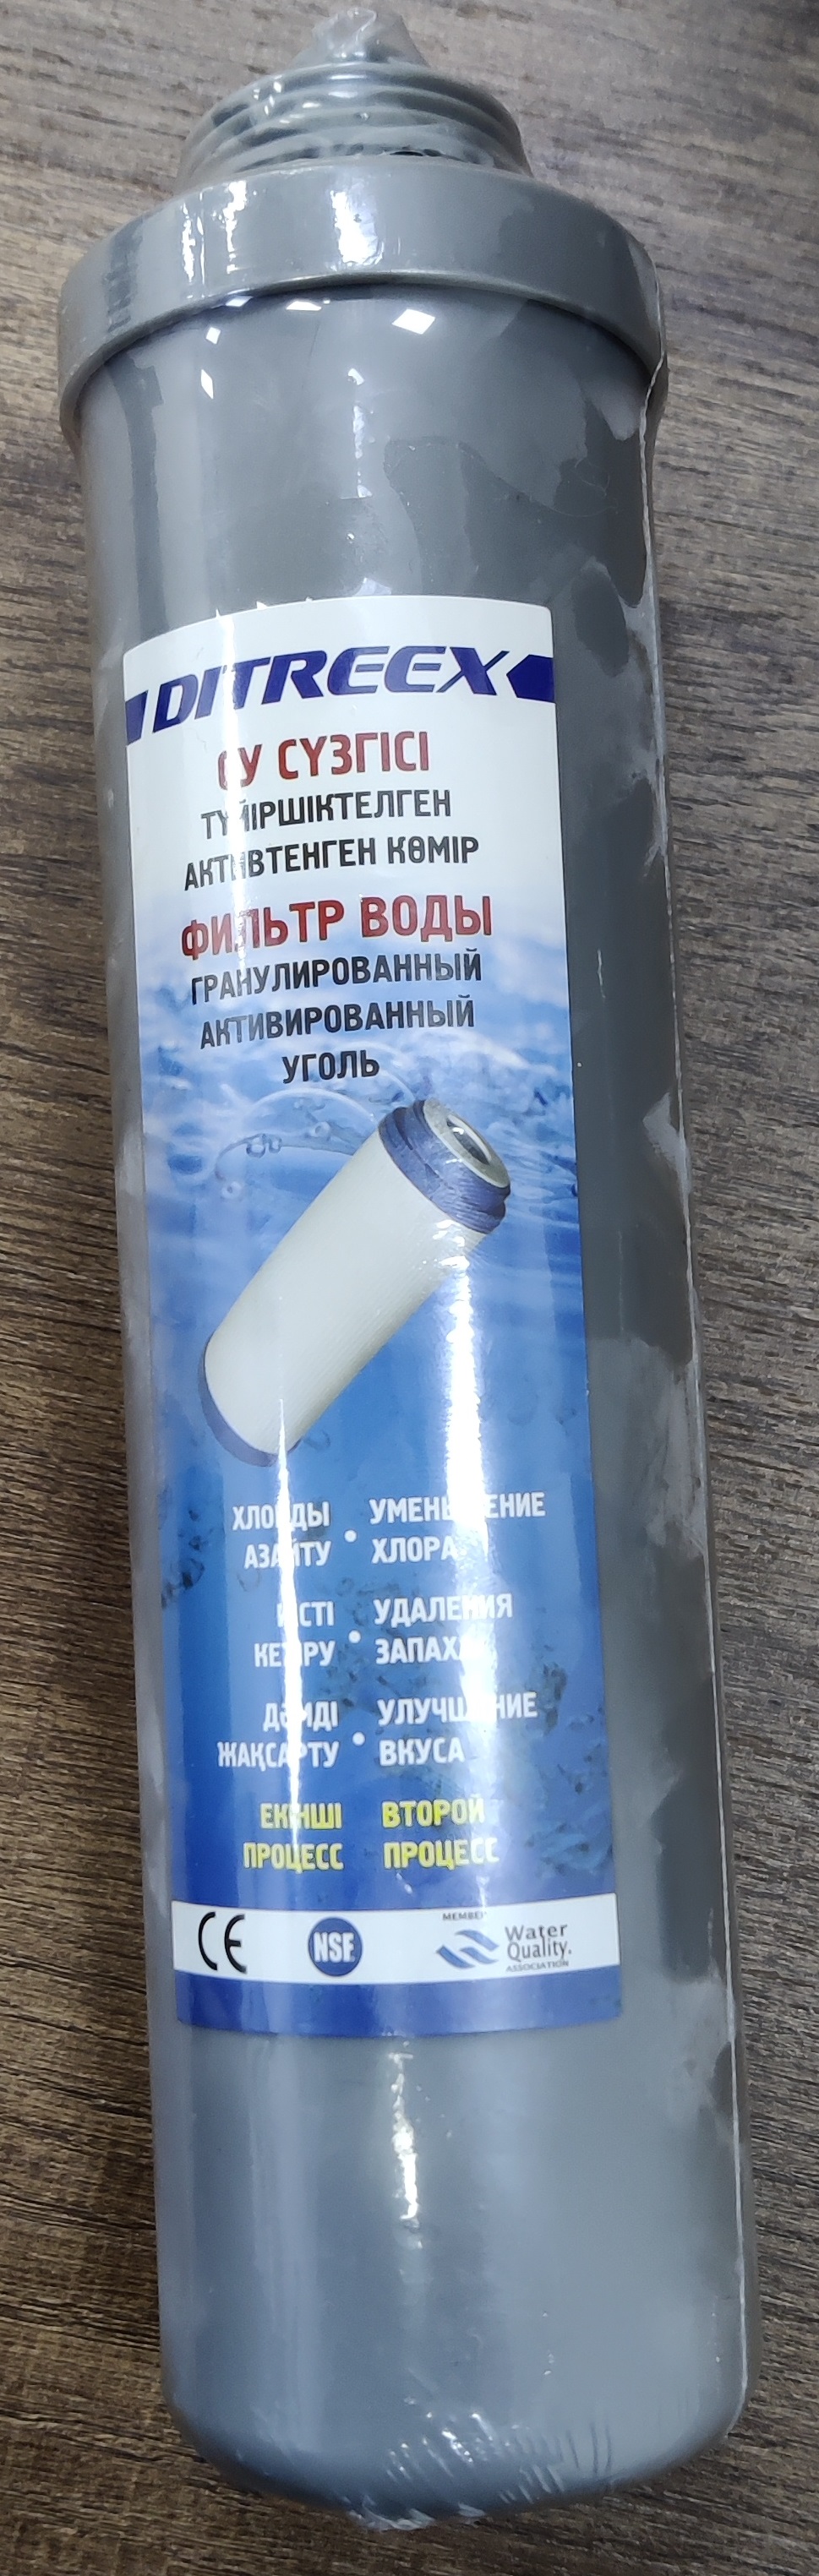 DITREEX
СУ СҮЗГІСІ
ТҮЙІРШІКТЕЛГЕН
АКТИВТЕНГЕН КӨМІР
ФИЛЬТР ВОДЫ
ГРАНУЛИРОВАННЫЙ
АКТИВИРОВАННЫЙ
УГОЛЬ
ХЛОРДЫ • УМЕНЬШЕНИЕ
АЗАЙТУ ХЛОРА
ИІСТІ • УДАЛЕНИЯ
КЕТІРУ ЗАПАХА
ДӘМДІ • УЛУЧШЕНИЕ
ЖАҚСАРТУ ВКУСА
ЕКІНШІ ВТОРОЙ
ПРОЦЕСС ПРОЦЕСС
CE NSF MEMBER
Water
Quality.
ASSOCIATION